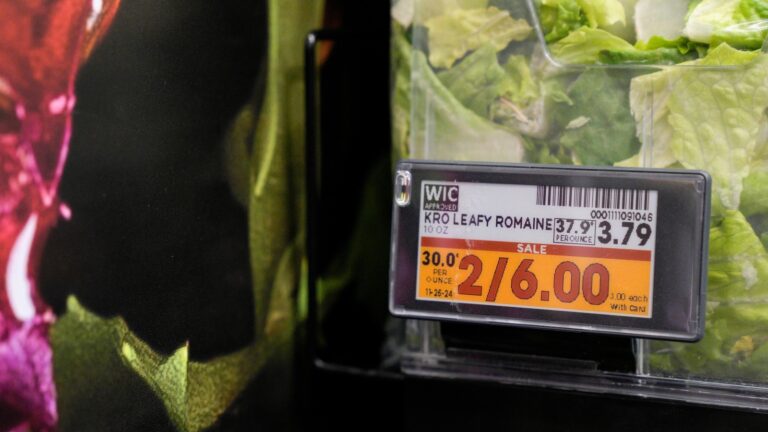 WIC
APPROVED
0001111091046
KRO LEAFY ROMAINE
10 OZ
37.9¢
PER OUNCE
3.79
SALE
30.0¢
PER
OUNCE
11-26-24
2/6.00
3.00 each
With Card